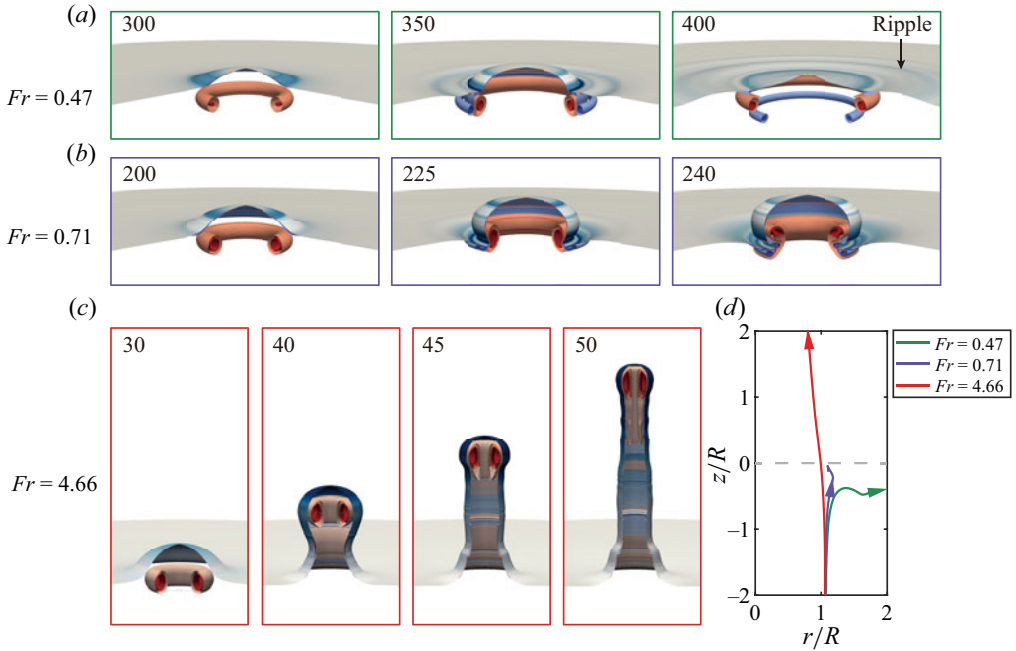 (a)
300
350
400
Ripple
Fr = 0.47
(b)
200
225
240
Fr = 0.71
(c)
30
40
45
50
Fr = 4.66
(d)
2
1
0
−1
−2
z/R
0
1
2
r/R
Fr = 0.47
Fr = 0.71
Fr = 4.66